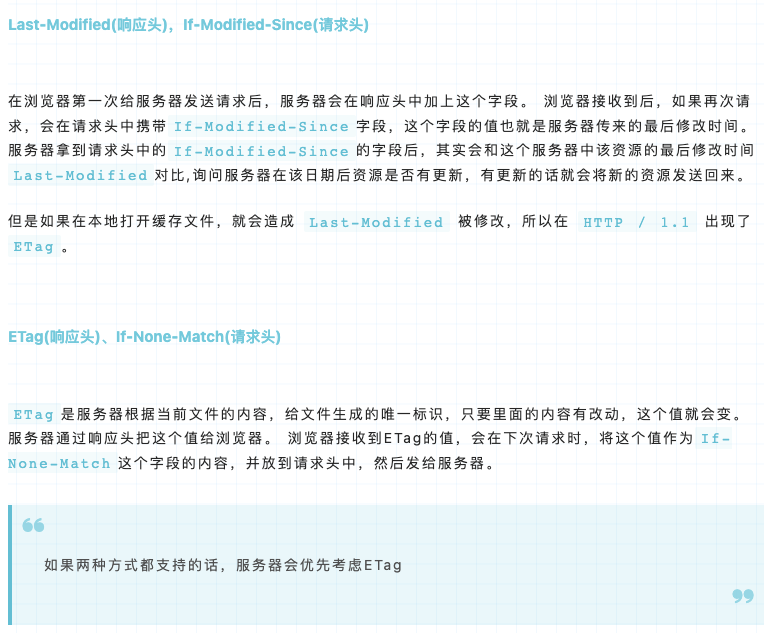 Last-Modified(响应头)，If-Modified-Since(请求头)
在浏览器第一次给服务器发送请求后，服务器会在响应头中加上这个字段。 浏览器接收到后，如果再次请
求，会在请求头中携带 If-Modified-Since 字段，这个字段的值也就是服务器传来的最后修改时间。
服务器拿到请求头中的 If-Modified-Since 的字段后，其实会和这个服务器中该资源的最后修改时间
Last-Modified 对比,询问服务器在该日期后资源是否有更新，有更新的话就会将新的资源发送回来。
但是如果在本地打开缓存文件，就会造成 Last-Modified 被修改，所以在 HTTP / 1.1 出现了
ETag 。
ETag(响应头)、If-None-Match(请求头)
ETag 是服务器根据当前文件的内容，给文件生成的唯一标识，只要里面的内容有改动，这个值就会变。
服务器通过响应头把这个值给浏览器。 浏览器接收到ETag的值，会在下次请求时，将这个值作为 If-
None-Match 这个字段的内容，并放到请求头中，然后发给服务器。
如果两种方式都支持的话，服务器会优先考虑ETag